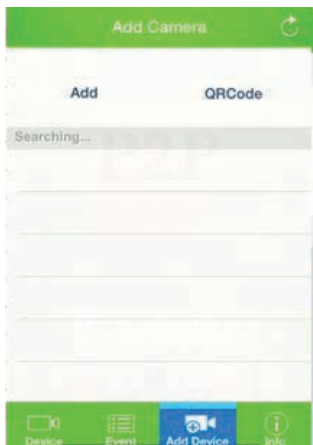 Add Camera
Add QRCode
Searching...
P2P
Device Event Add Device Info